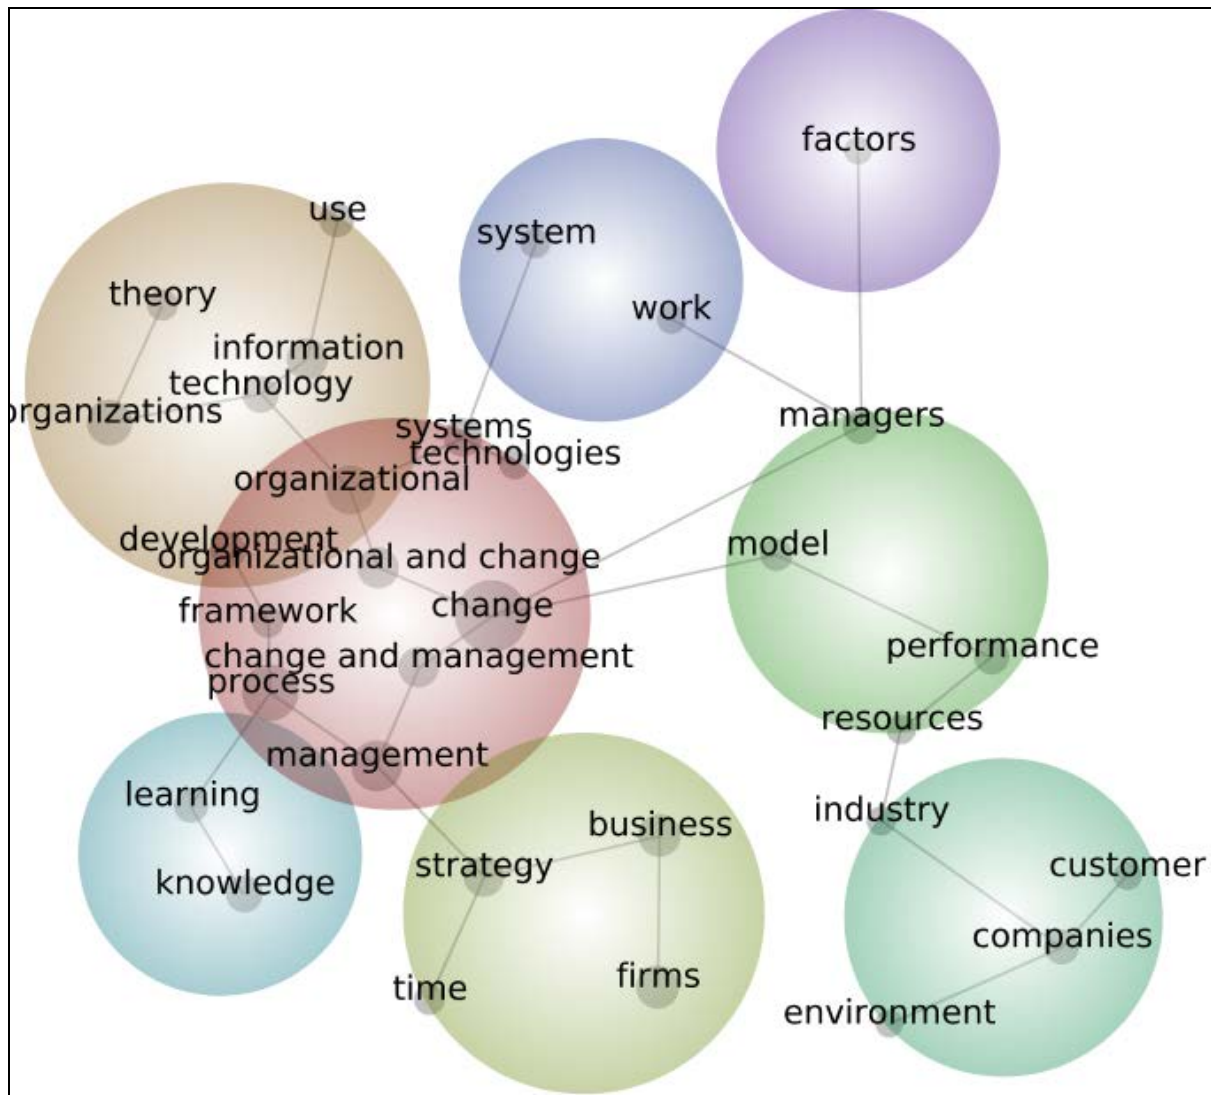 factors
use
system
theory
work
information
technology
organizations
managers
systems
technologies
organizational
development
model
organizational and change
change
framework
performance
change and management
process
resources
management
learning
industry
business
strategy
customer
knowledge
companies
firms
time
environment